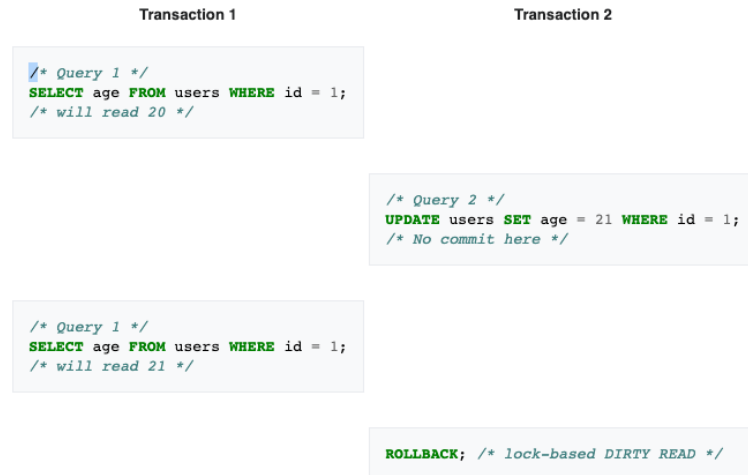 Transaction 1
Transaction 2
/* Query 1 */
SELECT age FROM users WHERE id = 1;
/* will read 20 */
/* Query 2 */
UPDATE users SET age = 21 WHERE id = 1;
/* No commit here */
/* Query 1 */
SELECT age FROM users WHERE id = 1;
/* will read 21 */
ROLLBACK; /* lock-based DIRTY READ */